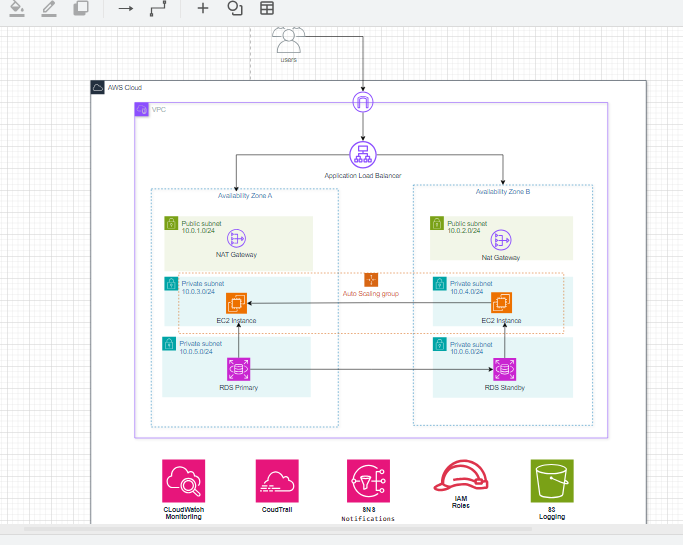 users
AWS Cloud
VPC
Application Load Balancer
Availability Zone A
Availability Zone B
Public subnet
10.0.1.0/24
NAT Gateway
Public subnet
10.0.2.0/24
Nat Gateway
Private subnet
10.0.3.0/24
EC2 Instance
Auto Scaling group
Private subnet
10.0.4.0/24
EC2 Instance
Private subnet
10.0.5.0/24
RDS Primary
Private subnet
10.0.6.0/24
RDS Standby
CLoudWatch
Monitoriing
CoudTrail
SNS
Notifications
IAM
Roles
S3
Logging